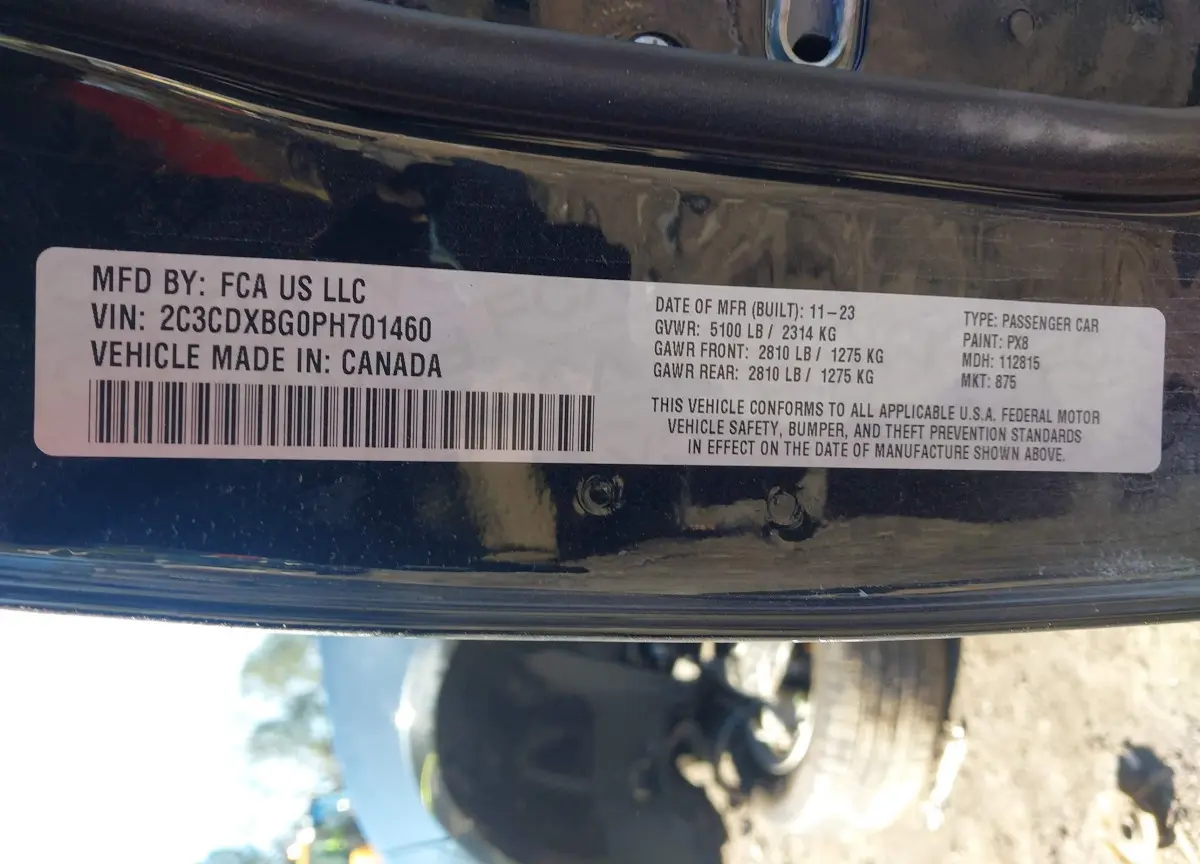 MFD BY: FCA US LLC
VIN: 2C3CDXBG0PH701460
VEHICLE MADE IN: CANADA
DATE OF MFR (BUILT): 11-23
GVWR: 5100 LB / 2314 KG
GAWR FRONT: 2810 LB / 1275 KG
GAWR REAR: 2810 LB / 1275 KG
TYPE: PASSENGER CAR
PAINT: PX8
MDH: 112815
MKT: 875
THIS VEHICLE CONFORMS TO ALL APPLICABLE U.S.A. FEDERAL MOTOR
VEHICLE SAFETY, BUMPER, AND THEFT PREVENTION STANDARDS
IN EFFECT ON THE DATE OF MANUFACTURE SHOWN ABOVE.